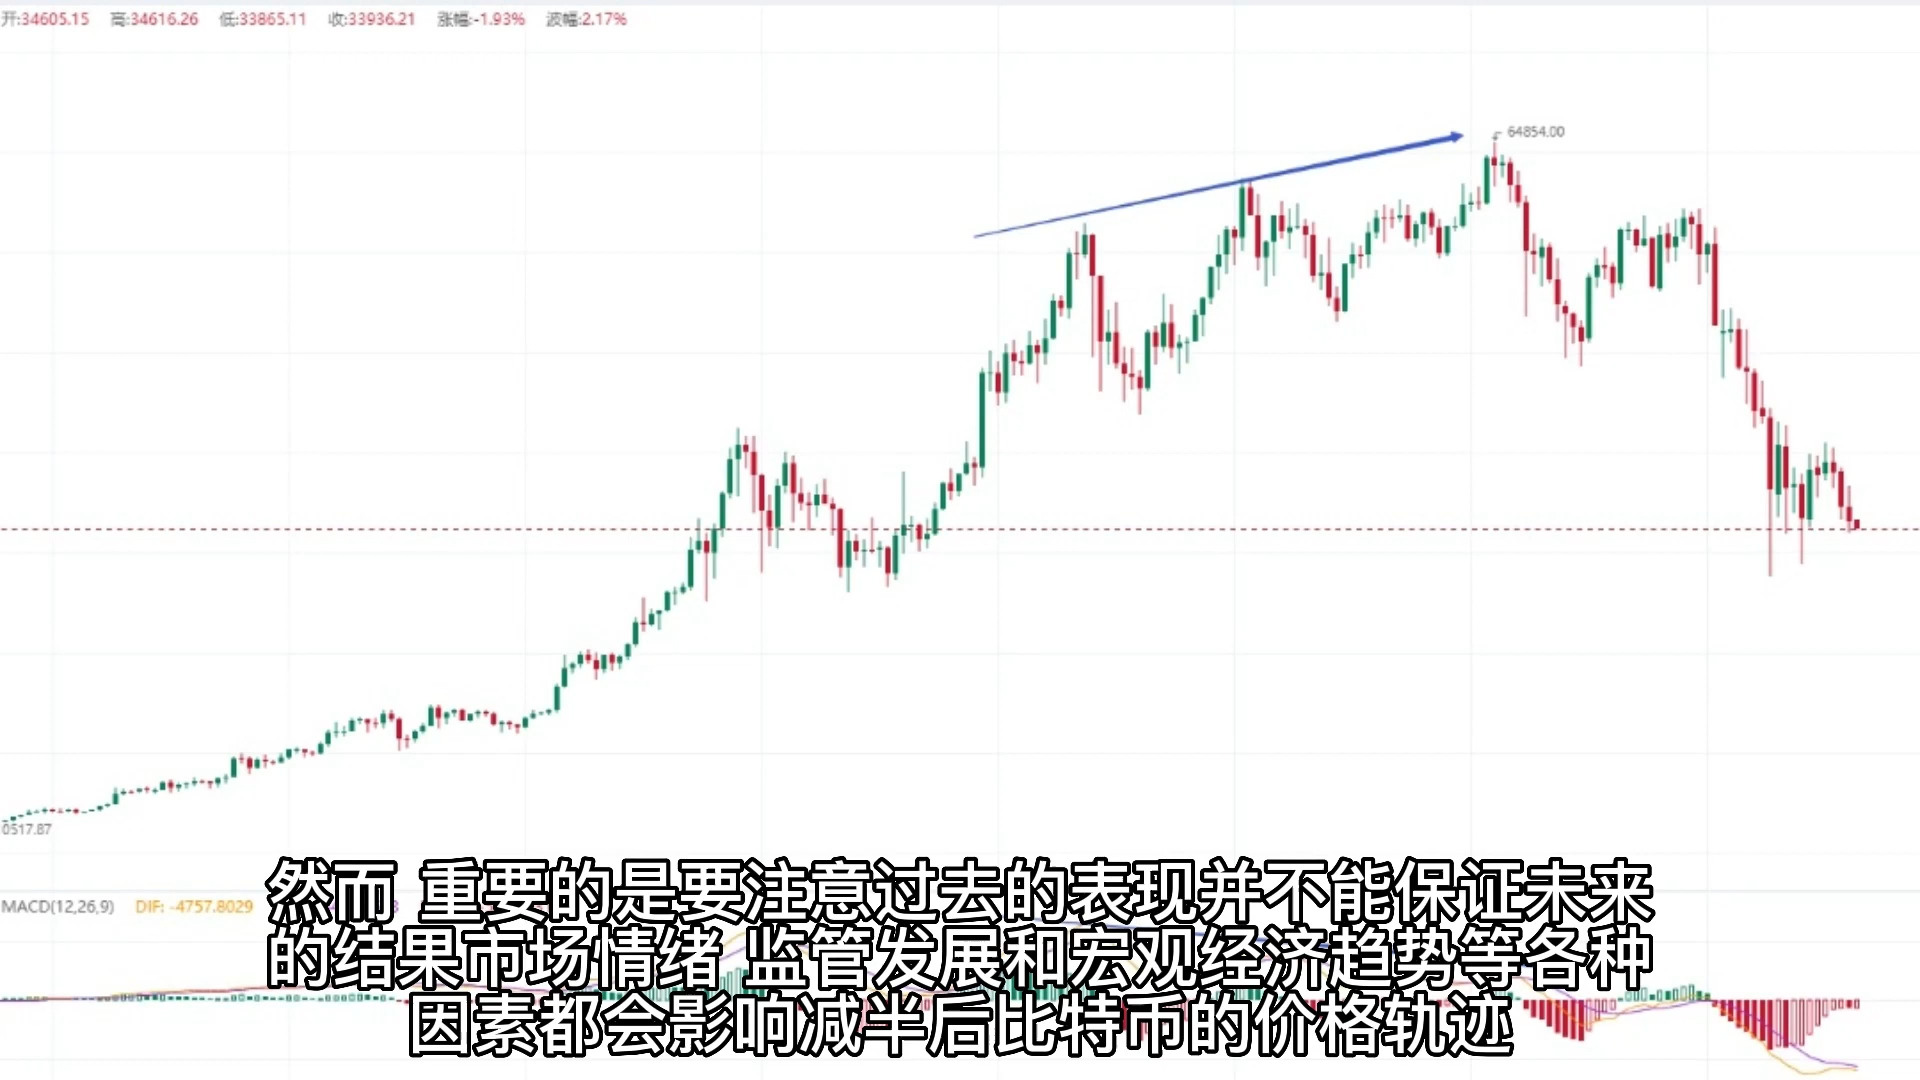 开:34605.15 高:34616.26 低:33865.11 收:33936.21 涨幅:-1.93% 波幅:2.17%
64854.00
0517.87
MACD(12,26,9) DIF: -4757.8029
然而 重要的是要注意过去的表现并不能保证未来
的结果市场情绪 监管发展和宏观经济趋势等各种
因素都会影响减半后比特币的价格轨迹